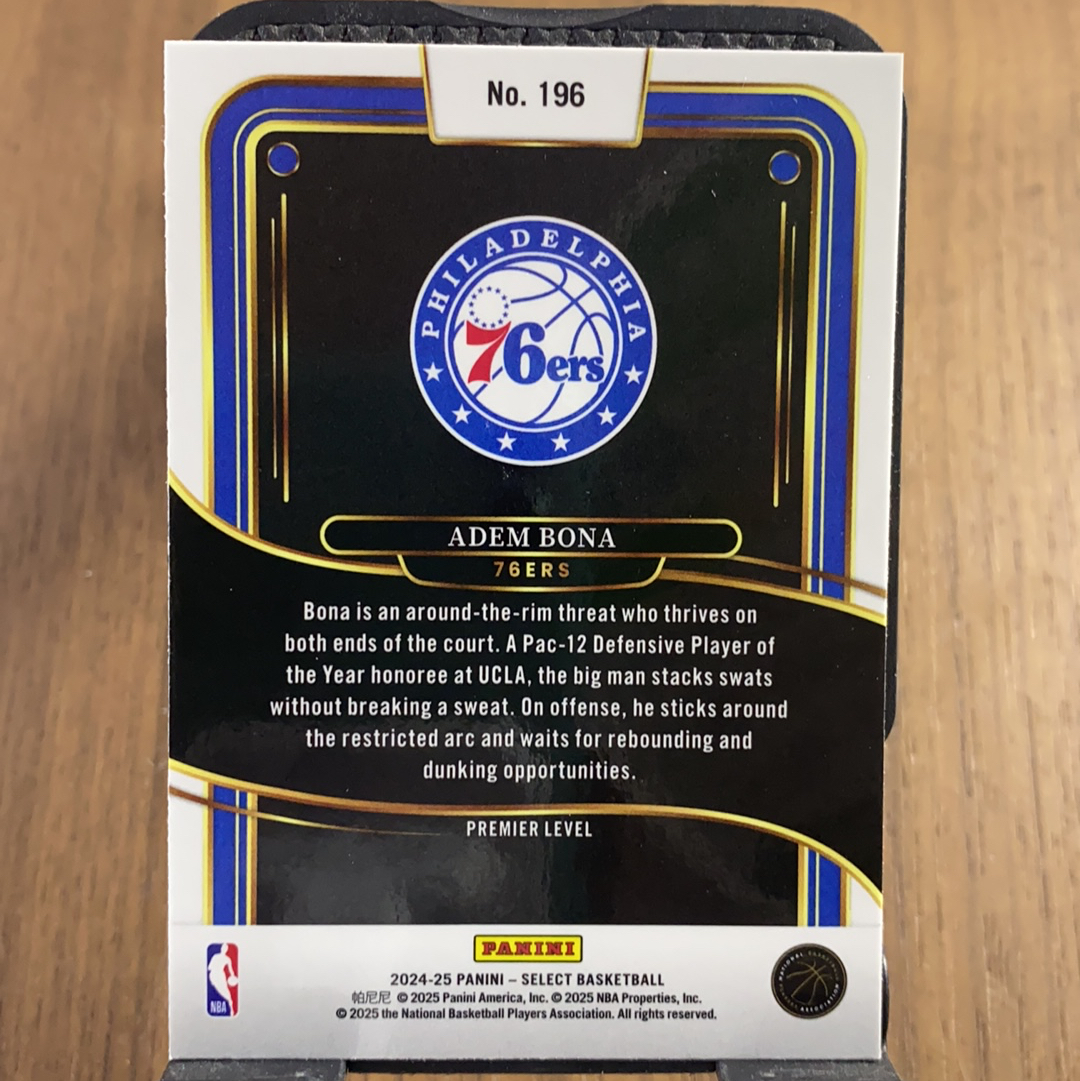 No. 196
PHILADELPHIA
76ers
ADEM BONA
76ERS
Bona is an around-the-rim threat who thrives on
both ends of the court. A Pac-12 Defensive Player of
the Year honoree at UCLA, the big man stacks swats
without breaking a sweat. On offense, he sticks around
the restricted arc and waits for rebounding and
dunking opportunities.
PREMIER LEVEL
PANINI
2024-25 PANINI – SELECT BASKETBALL
帕尼尼 © 2025 Panini America, Inc. © 2025 NBA Properties, Inc.
© 2025 the National Basketball Players Association. All rights reserved.
NBA